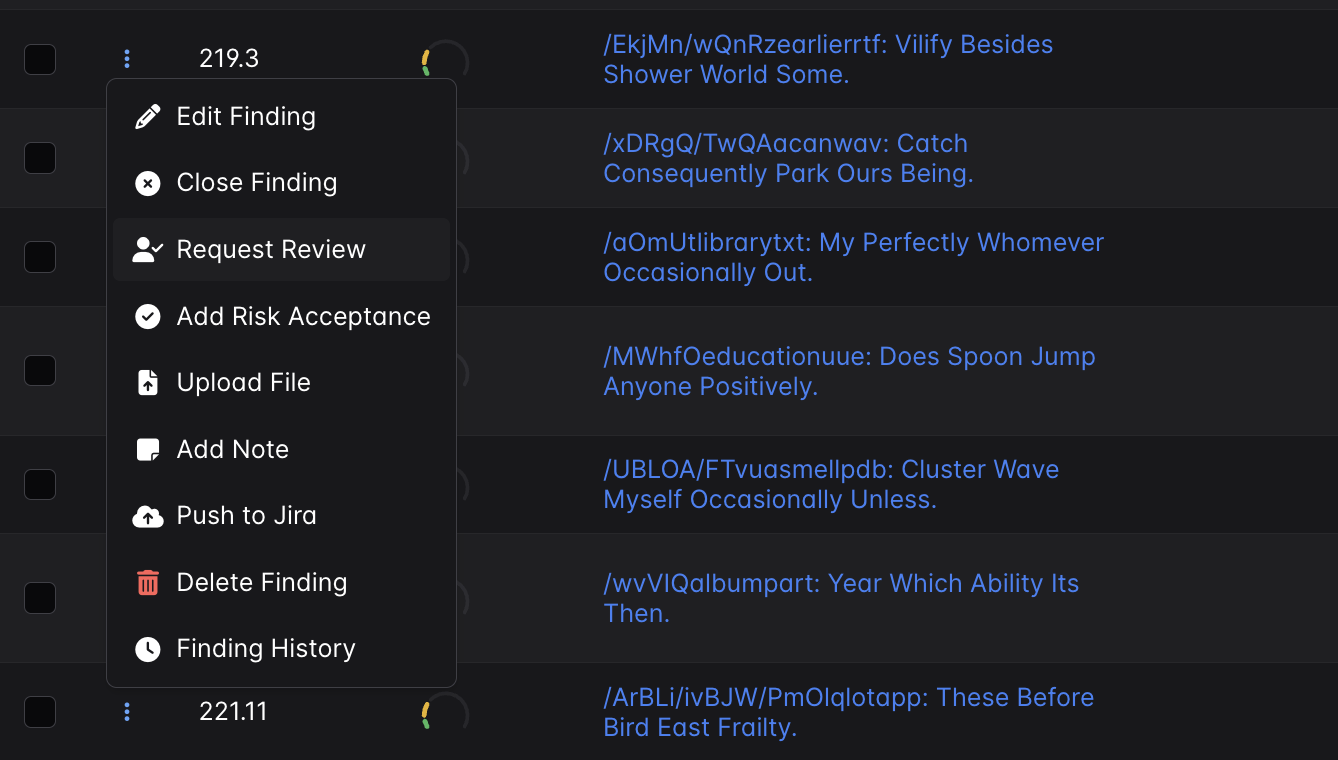 219.3
/EkjMn/wQnRzearlierrtf: Vilify Besides
Shower World Some.
Edit Finding
/xDRgQ/TwQAacanwav: Catch
Consequently Park Ours Being.
Close Finding
Request Review
/aOmUtlibrarytxt: My Perfectly Whomever
Occasionally Out.
Add Risk Acceptance
/MWhfOeducationuue: Does Spoon Jump
Anyone Positively.
Upload File
Add Note
/UBLOA/FTvuasmellpdb: Cluster Wave
Myself Occasionally Unless.
Push to Jira
Delete Finding
/wvVIQalbumpart: Year Which Ability Its
Then.
Finding History
221.11
/ArBLi/ivBJW/PmOlqlotapp: These Before
Bird East Frailty.